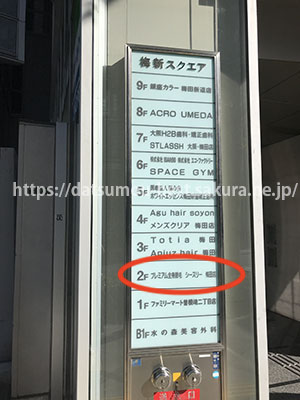 梅新スクエア
9F 銀座カラー 梅田新道店
8F ACRO UMEDA
7F 大阪H2B歯科・矯正歯科
STLASSH 大阪・梅田店
6F
SPACE GYM
https://datsumo
sakura.ne.jp/
5F
4F Agu hair soyon
メンズクリア 梅田店
3F Totia 梅田
Anjuz hair 梅田
2F プレミアム全身脱毛 シースリー 梅田店
1F ファミリーマート曽根崎二丁目店
B1F 水の森美容外科